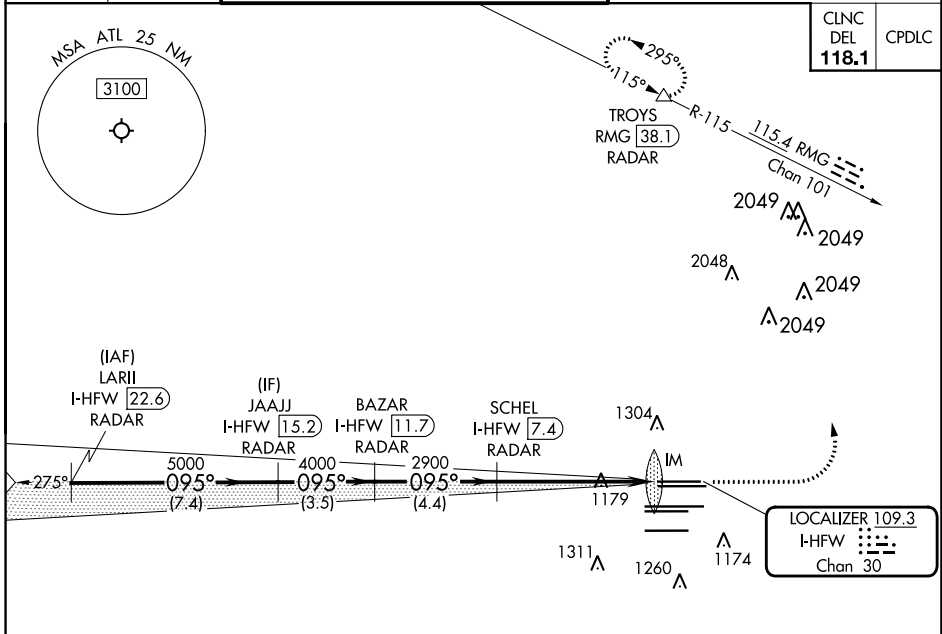 MSA ATL 25 NM
3100
CLNC
DEL
118.1
CPDLC
295°
115°
TROYS
RMG 38.1
RADAR
R-115
115.4 RMG
Chan 101
2049
2049
2048
2049
2049
(IAF)
LARII
I-HFW 22.6
RADAR
(IF)
JAAJJ
I-HFW 15.2
RADAR
BAZAR
I-HFW 11.7
RADAR
SCHEL
I-HFW 7.4
RADAR
1304
IM
275°
5000
095°
(7.4)
4000
095°
(3.5)
2900
095°
(4.4)
1179
1311
1260
1174
LOCALIZER 109.3
I-HFW
Chan 30